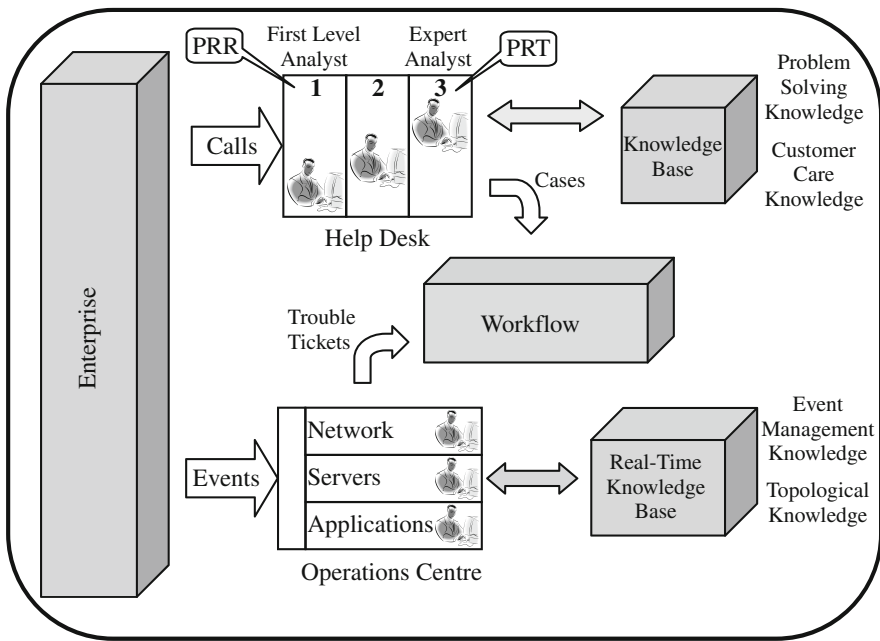 PRR
First Level
Analyst
Expert
Analyst
PRT
1
2
3
Calls
Help Desk
Cases
Knowledge
Base
Problem
Solving
Knowledge
Customer
Care
Knowledge
Enterprise
Workflow
Trouble
Tickets
Events
Network
Servers
Applications
Operations Centre
Real-Time
Knowledge
Base
Event
Management
Knowledge
Topological
Knowledge